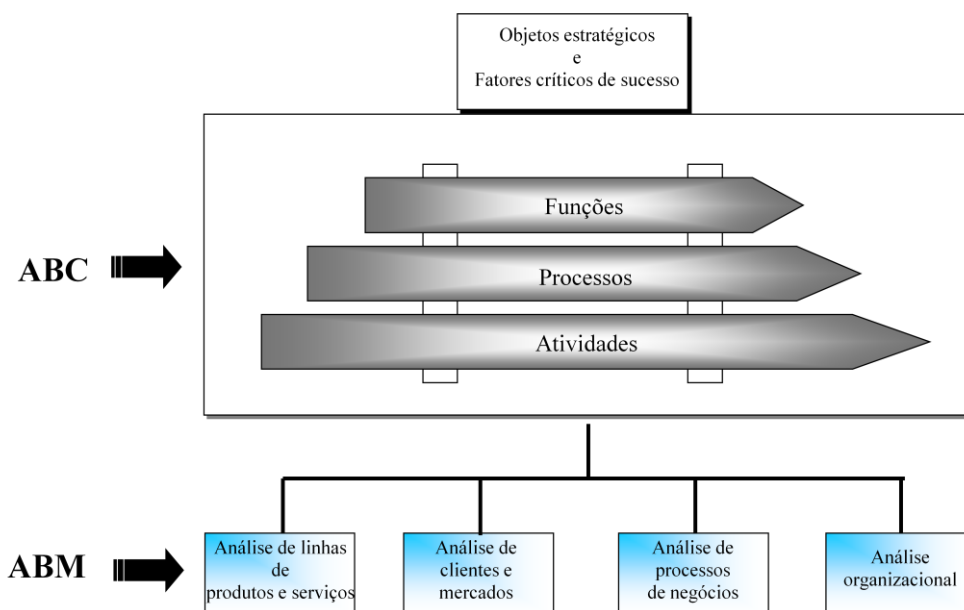 Objetos estratégicos
e
Fatores críticos de sucesso
Funções
ABC
Processos
Atividades
ABM
Análise de linhas
de
produtos e serviços
Análise de
clientes e
mercados
Análise de
processos
de negócios
Análise
organizacional